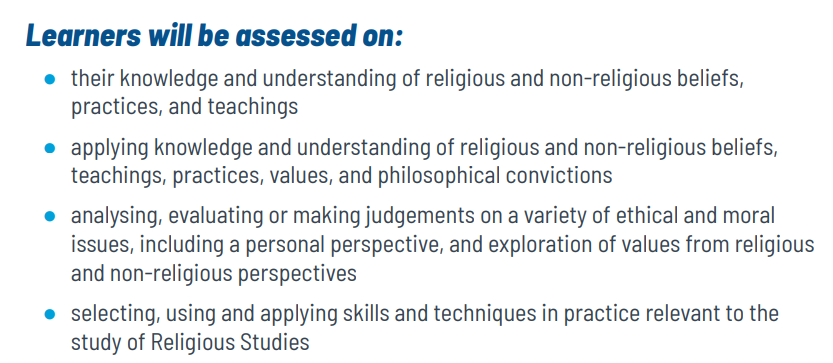 Learners will be assessed on:
● their knowledge and understanding of religious and non-religious beliefs,
practices, and teachings
● applying knowledge and understanding of religious and non-religious beliefs,
teachings, practices, values, and philosophical convictions
● analysing, evaluating or making judgements on a variety of ethical and moral
issues, including a personal perspective, and exploration of values from religious
and non-religious perspectives
● selecting, using and applying skills and techniques in practice relevant to the
study of Religious Studies